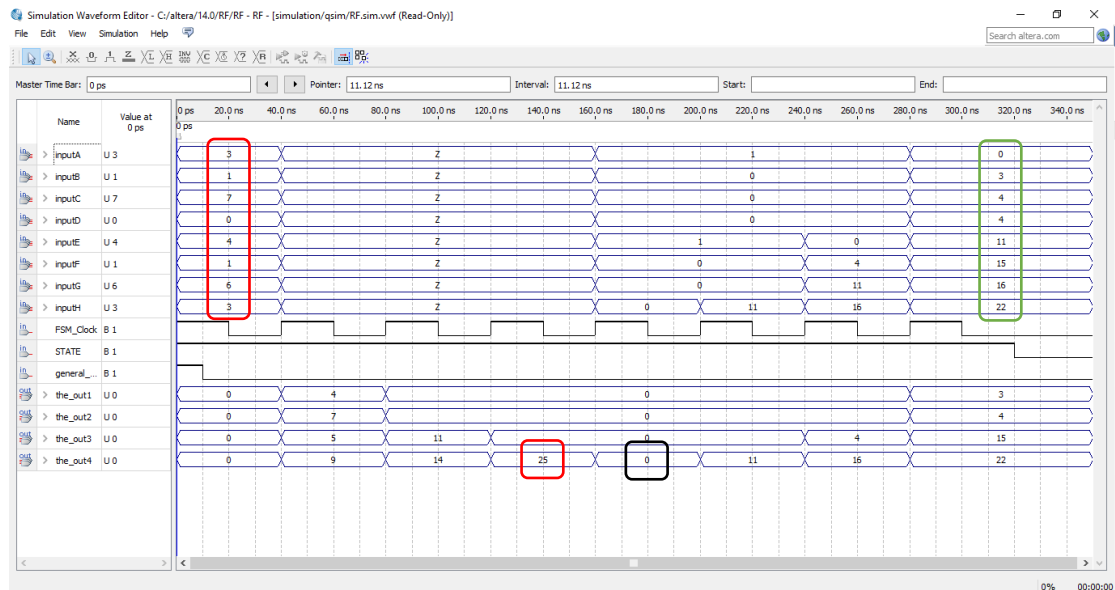 Simulation Waveform Editor - C:/altera/14.0/RF/RF - RF - [simulation/qsim/RF.sim.vwf (Read-Only)]
File Edit View Simulation Help
Search altera.com
Master Time Bar: 0 ps Pointer: 11.12 ns Interval: 11.12 ns Start: End:
Name Value at 0 ps
0 ps 20.0 ns 40.0 ns 60.0 ns 80.0 ns 100.0 ns 120.0 ns 140.0 ns 160.0 ns 180.0 ns 200.0 ns 220.0 ns 240.0 ns 260.0 ns 280.0 ns 300.0 ns 320.0 ns 340.0 ns
0 ps
inputA U 3 3 Z 1 0
inputB U 1 1 Z 0 3
inputC U 7 7 Z 0 4
inputD U 0 0 Z 0 4
inputE U 4 4 Z 1 0 11
inputF U 1 1 Z 0 4 15
inputG U 6 6 Z 0 11 16
inputH U 3 3 Z 0 11 16 22
FSM_Clock B 1
STATE B 1
general_... B 1
the_out1 U 0 0 4 0 3
the_out2 U 0 0 7 0 4
the_out3 U 0 0 5 11 0 4 15
the_out4 U 0 0 9 14 25 0 11 16 22
0% 00:00:00